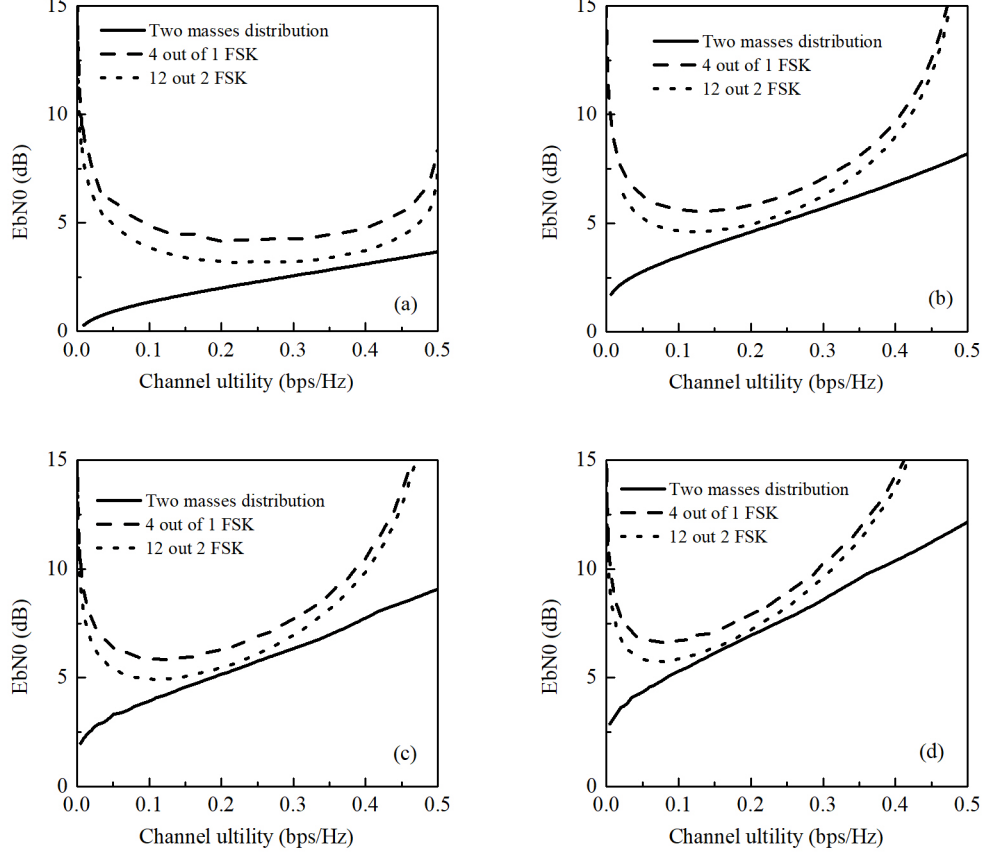 15
10
5
0
EbN0 (dB)
Two masses distribution
4 out of 1 FSK
12 out 2 FSK
(a)
0.0 0.1 0.2 0.3 0.4 0.5
Channel ultility (bps/Hz)
15
10
5
0
EbN0 (dB)
Two masses distribution
4 out of 1 FSK
12 out 2 FSK
(b)
0.0 0.1 0.2 0.3 0.4 0.5
Channel ultility (bps/Hz)
15
10
5
0
EbN0 (dB)
Two masses distribution
4 out of 1 FSK
12 out 2 FSK
(c)
0.0 0.1 0.2 0.3 0.4 0.5
Channel ultility (bps/Hz)
15
10
5
0
EbN0 (dB)
Two masses distribution
4 out of 1 FSK
12 out 2 FSK
(d)
0.0 0.1 0.2 0.3 0.4 0.5
Channel ultility (bps/Hz)